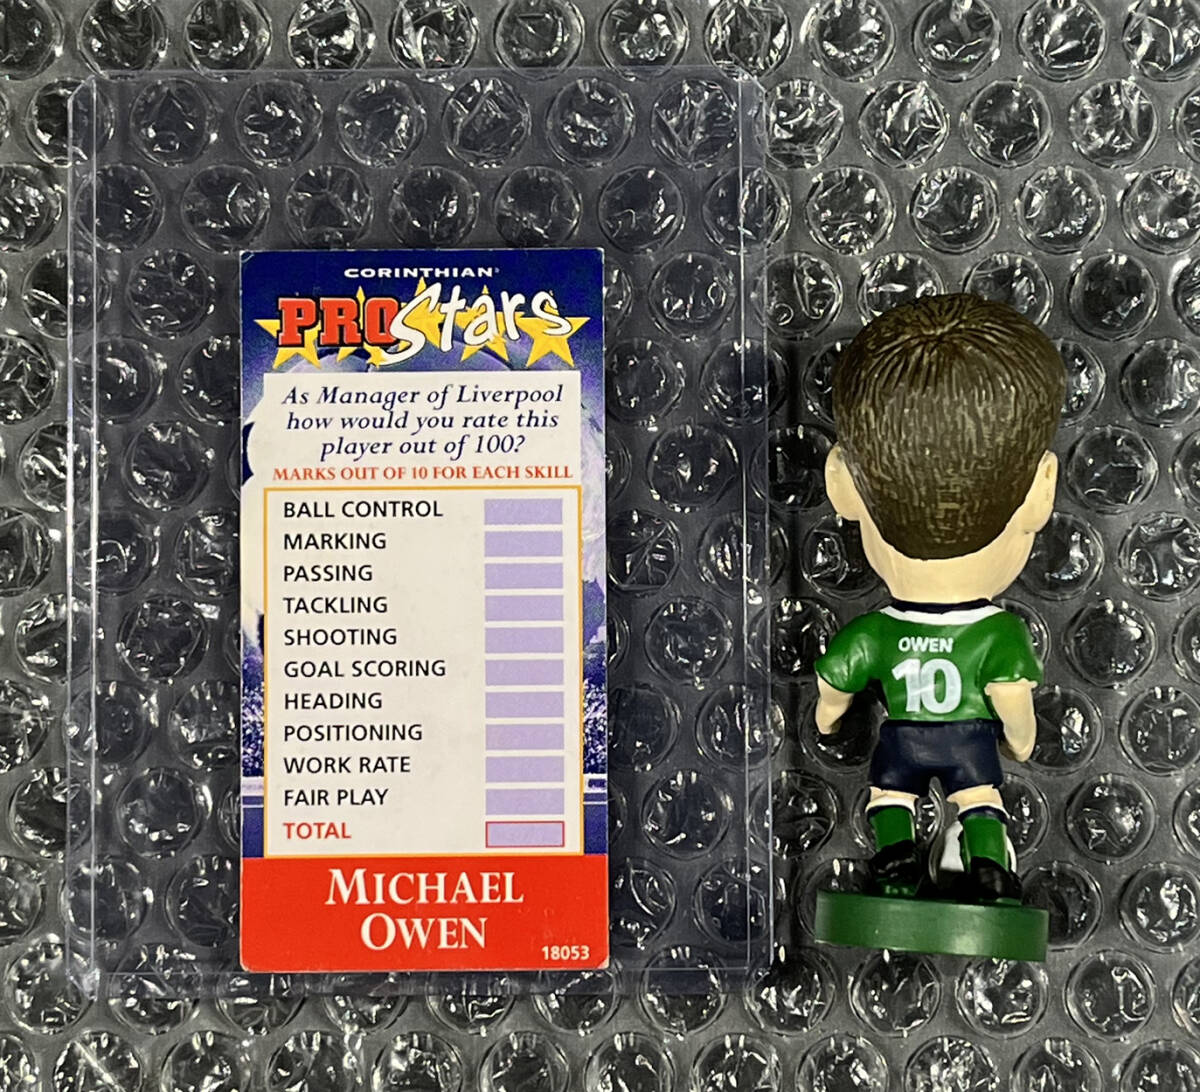 CORINTHIAN
PROStars
As Manager of Liverpool
how would you rate this
player out of 100?
MARKS OUT OF 10 FOR EACH SKILL
BALL CONTROL
MARKING
PASSING
TACKLING
SHOOTING
GOAL SCORING
HEADING
POSITIONING
WORK RATE
FAIR PLAY
TOTAL
MICHAEL
OWEN
18053
OWEN
10